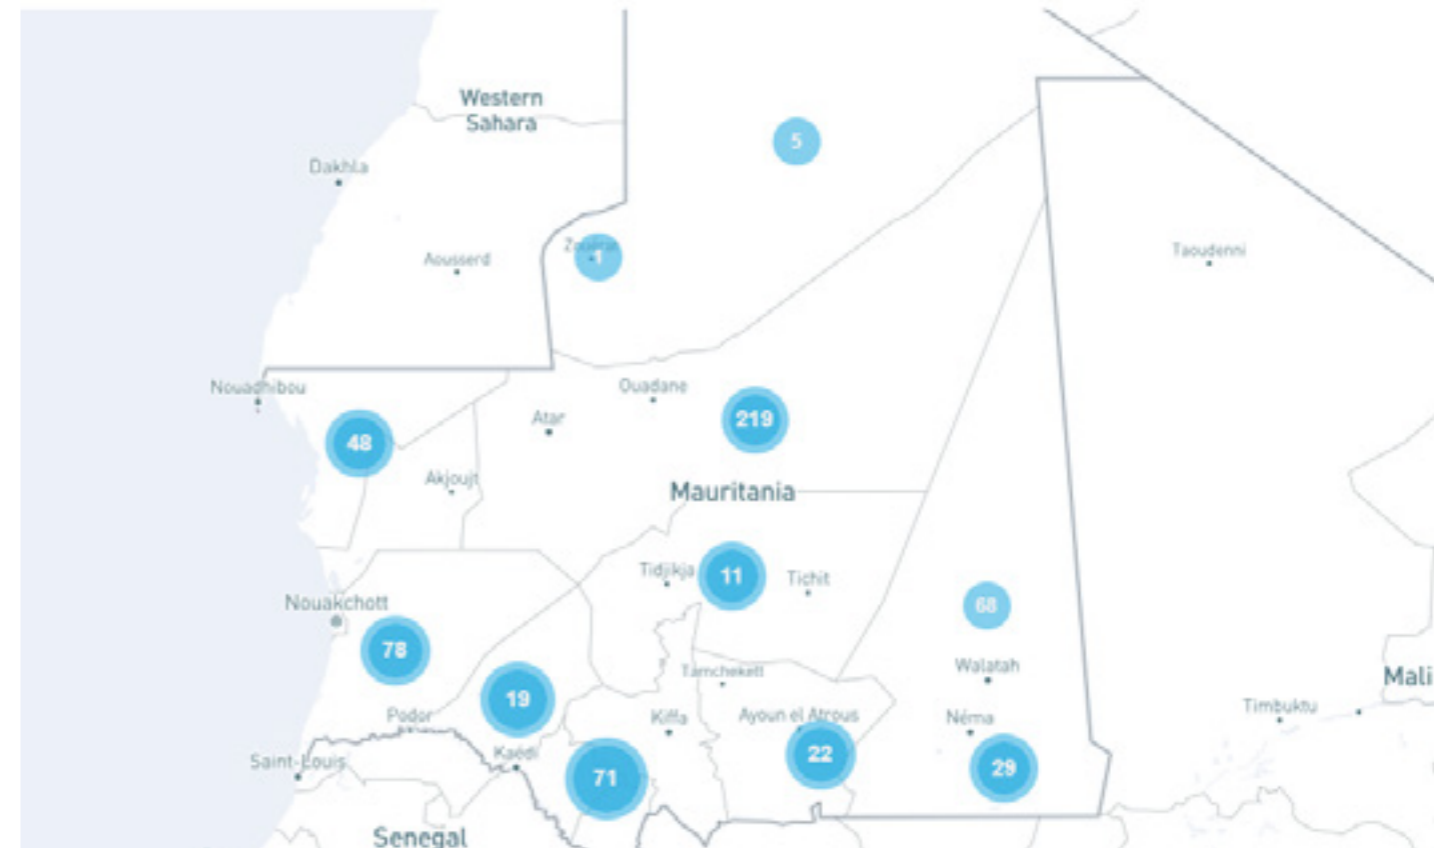 Western
Sahara
5
Dakhla
1
Aousserd
Taoudenni
Nouadhibou
Ouadane
48
Atar
219
Akjoujt
Mauritania
Tidjikja
11
Tichit
Nouakchott
68
78
Walatah
Tamchekett
Mali
19
Podor
Kiffa
Ayoun el Atrous
Néma
Timbuktu
Saint-Louis
Kaédi
71
22
29
Senegal